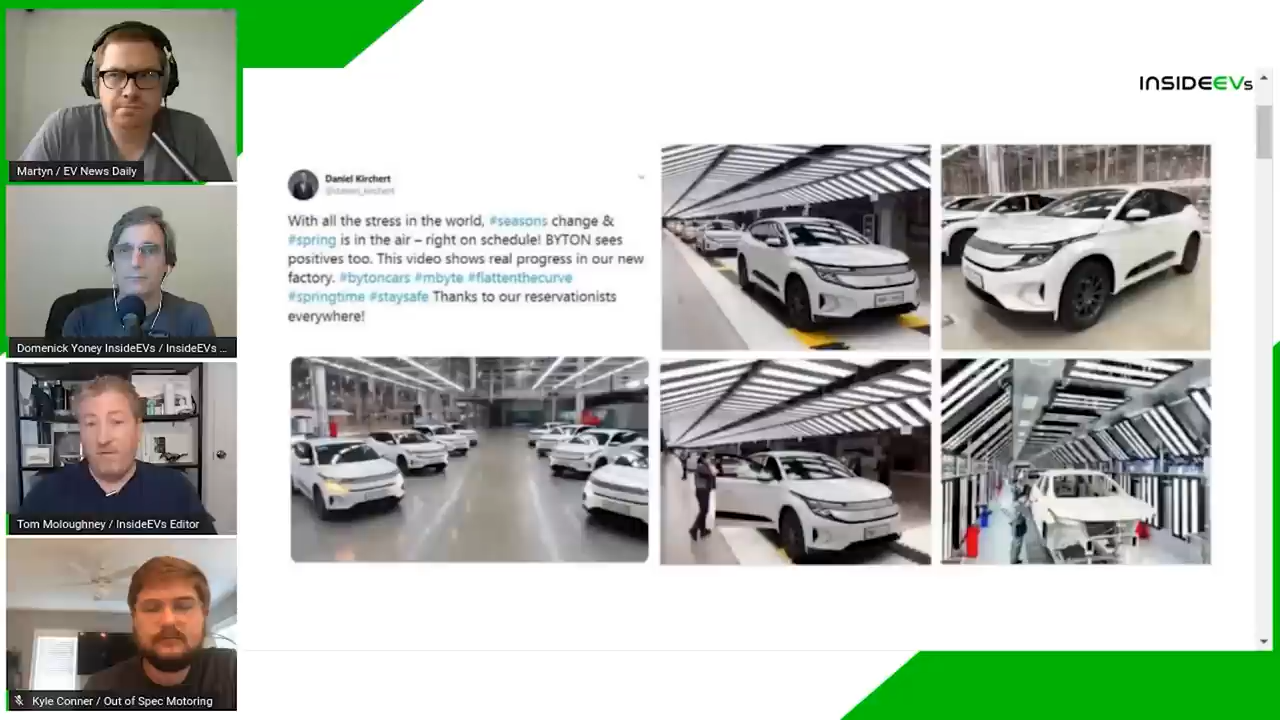 Martyn / EV News Daily
Domenick Yoney InsideEVs / InsideEVs ...
Tom Moloughney / InsideEVs Editor
Kyle Conner / Out of Spec Motoring
INSIDEEVs
Daniel Kirchert
@daniel_kirchert
With all the stress in the world, #seasons change &
#spring is in the air – right on schedule! BYTON sees
positives too. This video shows real progress in our new
factory. #bytoncars #mbyte #flattenthecurve
#springtime #staysafe Thanks to our reservationists
everywhere!